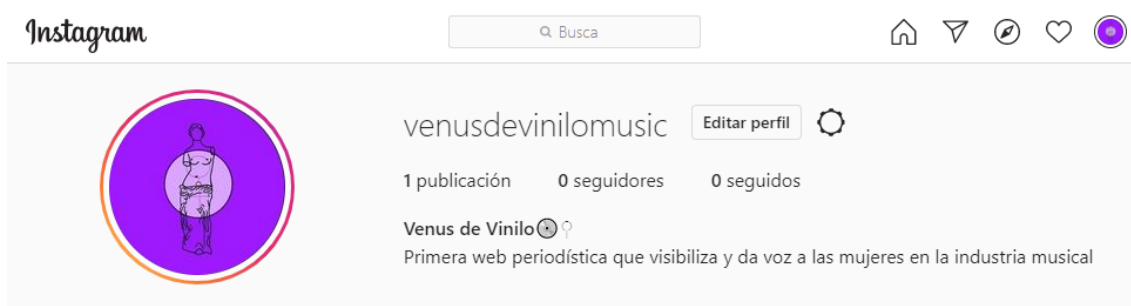 Instagram
Busca
venusdevinilomusic Editar perfil
1 publicación 0 seguidores 0 seguidos
Venus de Vinilo
Primera web periodística que visibiliza y da voz a las mujeres en la industria musical